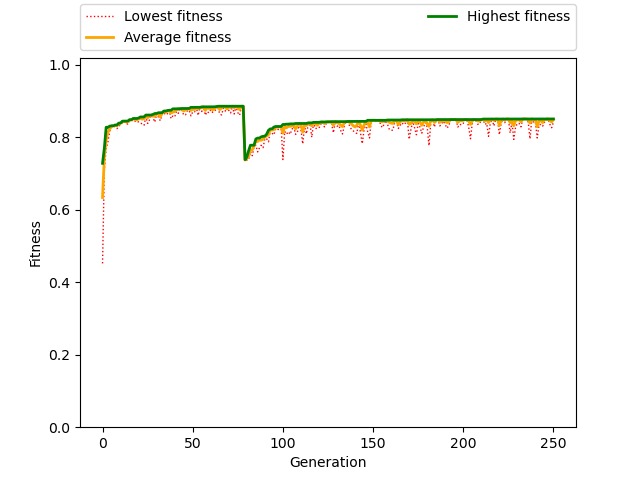 Lowest fitness
Average fitness
Highest fitness
1.0
0.8
0.6
0.4
0.2
0.0
Fitness
0 50 100 150 200 250
Generation